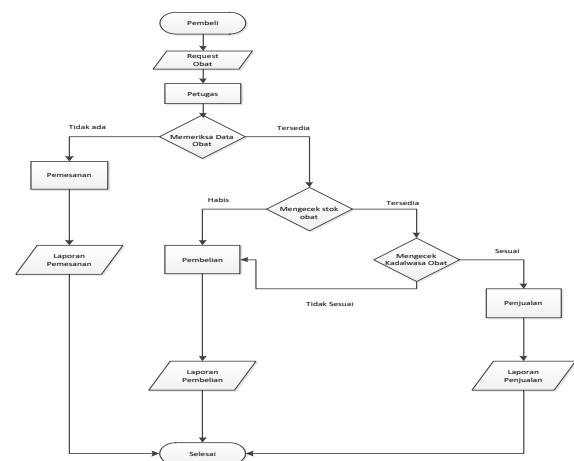 Pembeli
Request
Obat
Petugas
Memeriksa Data
Obat
Tidak ada
Tersedia
Pemesanan
Mengecek stok
obat
Habis
Tersedia
Laporan
Pemesanan
Pembelian
Mengecek
Kadalwasa Obat
Sesuai
Penjualan
Tidak Sesuai
Laporan
Pembelian
Laporan
Penjualan
Selesai